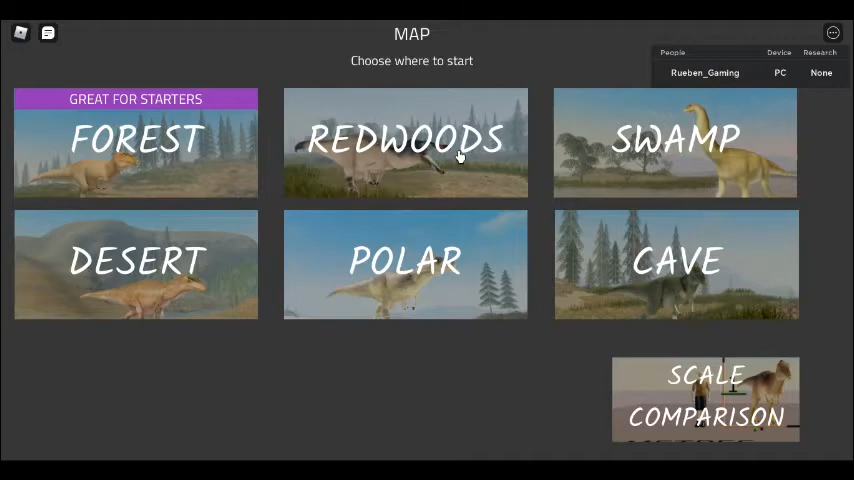 MAP
Choose where to start
People Device Research
Rueben_Gaming PC None
GREAT FOR STARTERS
FOREST
REDWOODS
SWAMP
DESERT
POLAR
CAVE
SCALE
COMPARISON